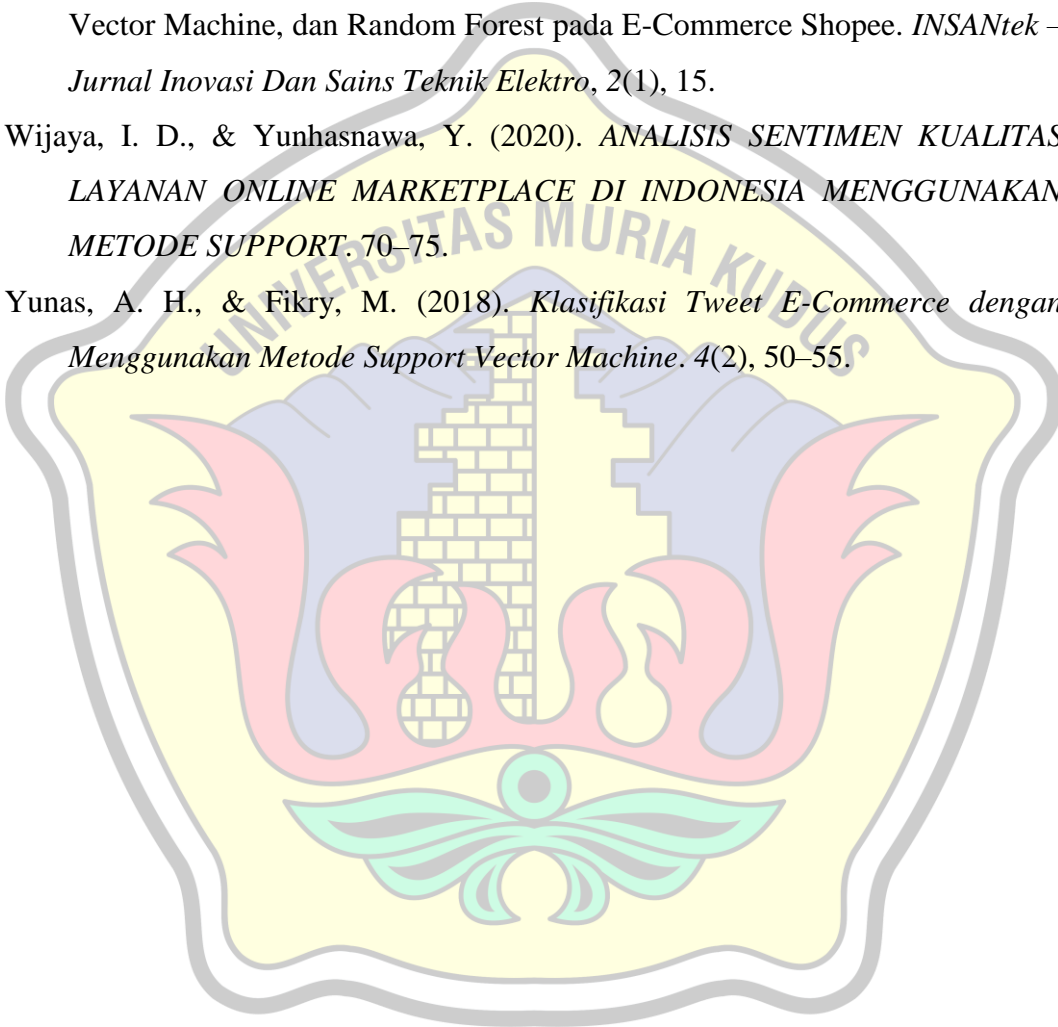 Vector Machine, dan Random Forest pada E-Commerce Shopee. INSANtek –
Jurnal Inovasi Dan Sains Teknik Elektro, 2(1), 15.
Wijaya, I. D., & Yunhasnawa, Y. (2020). ANALISIS SENTIMEN KUALITAS
LAYANAN ONLINE MARKETPLACE DI INDONESIA MENGGUNAKAN
METODE SUPPORT. 70–75.
UNIVERSITAS MURIA KUDUS
Yunas, A. H., & Fikry, M. (2018). Klasifikasi Tweet E-Commerce dengan
Menggunakan Metode Support Vector Machine. 4(2), 50–55.